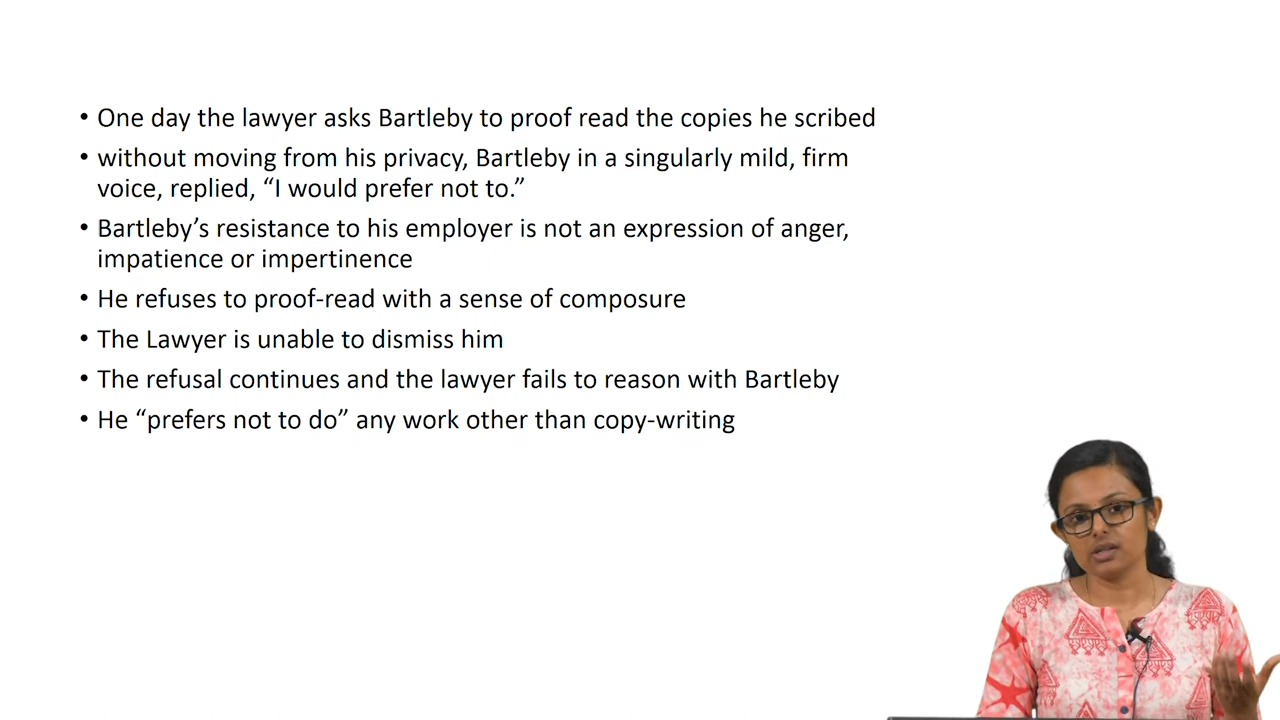 • One day the lawyer asks Bartleby to proof read the copies he scribed
• without moving from his privacy, Bartleby in a singularly mild, firm
voice, replied, “I would prefer not to.”
• Bartleby’s resistance to his employer is not an expression of anger,
impatience or impertinence
• He refuses to proof-read with a sense of composure
• The Lawyer is unable to dismiss him
• The refusal continues and the lawyer fails to reason with Bartleby
• He “prefers not to do” any work other than copy-writing